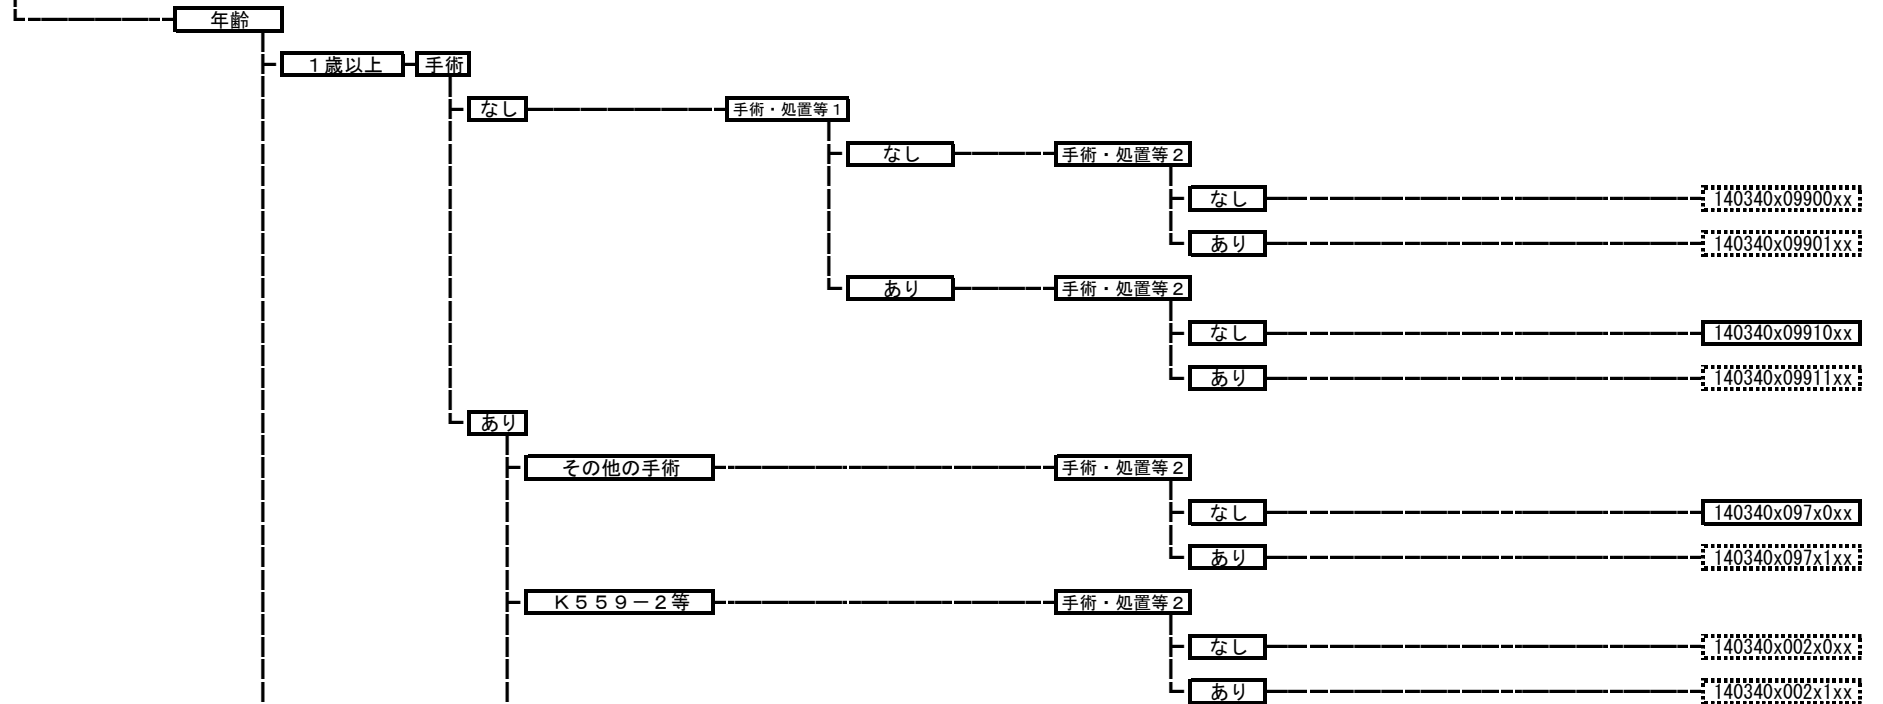 年齢
１歳以上 手術
なし 手術・処置等１
なし 手術・処置等２
なし 140340x09900xx
あり 140340x09901xx
あり 手術・処置等２
なし 140340x09910xx
あり 140340x09911xx
あり
その他の手術 手術・処置等２
なし 140340x097x0xx
あり 140340x097x1xx
Ｋ５５９－２等 手術・処置等２
なし 140340x002x0xx
あり 140340x002x1xx